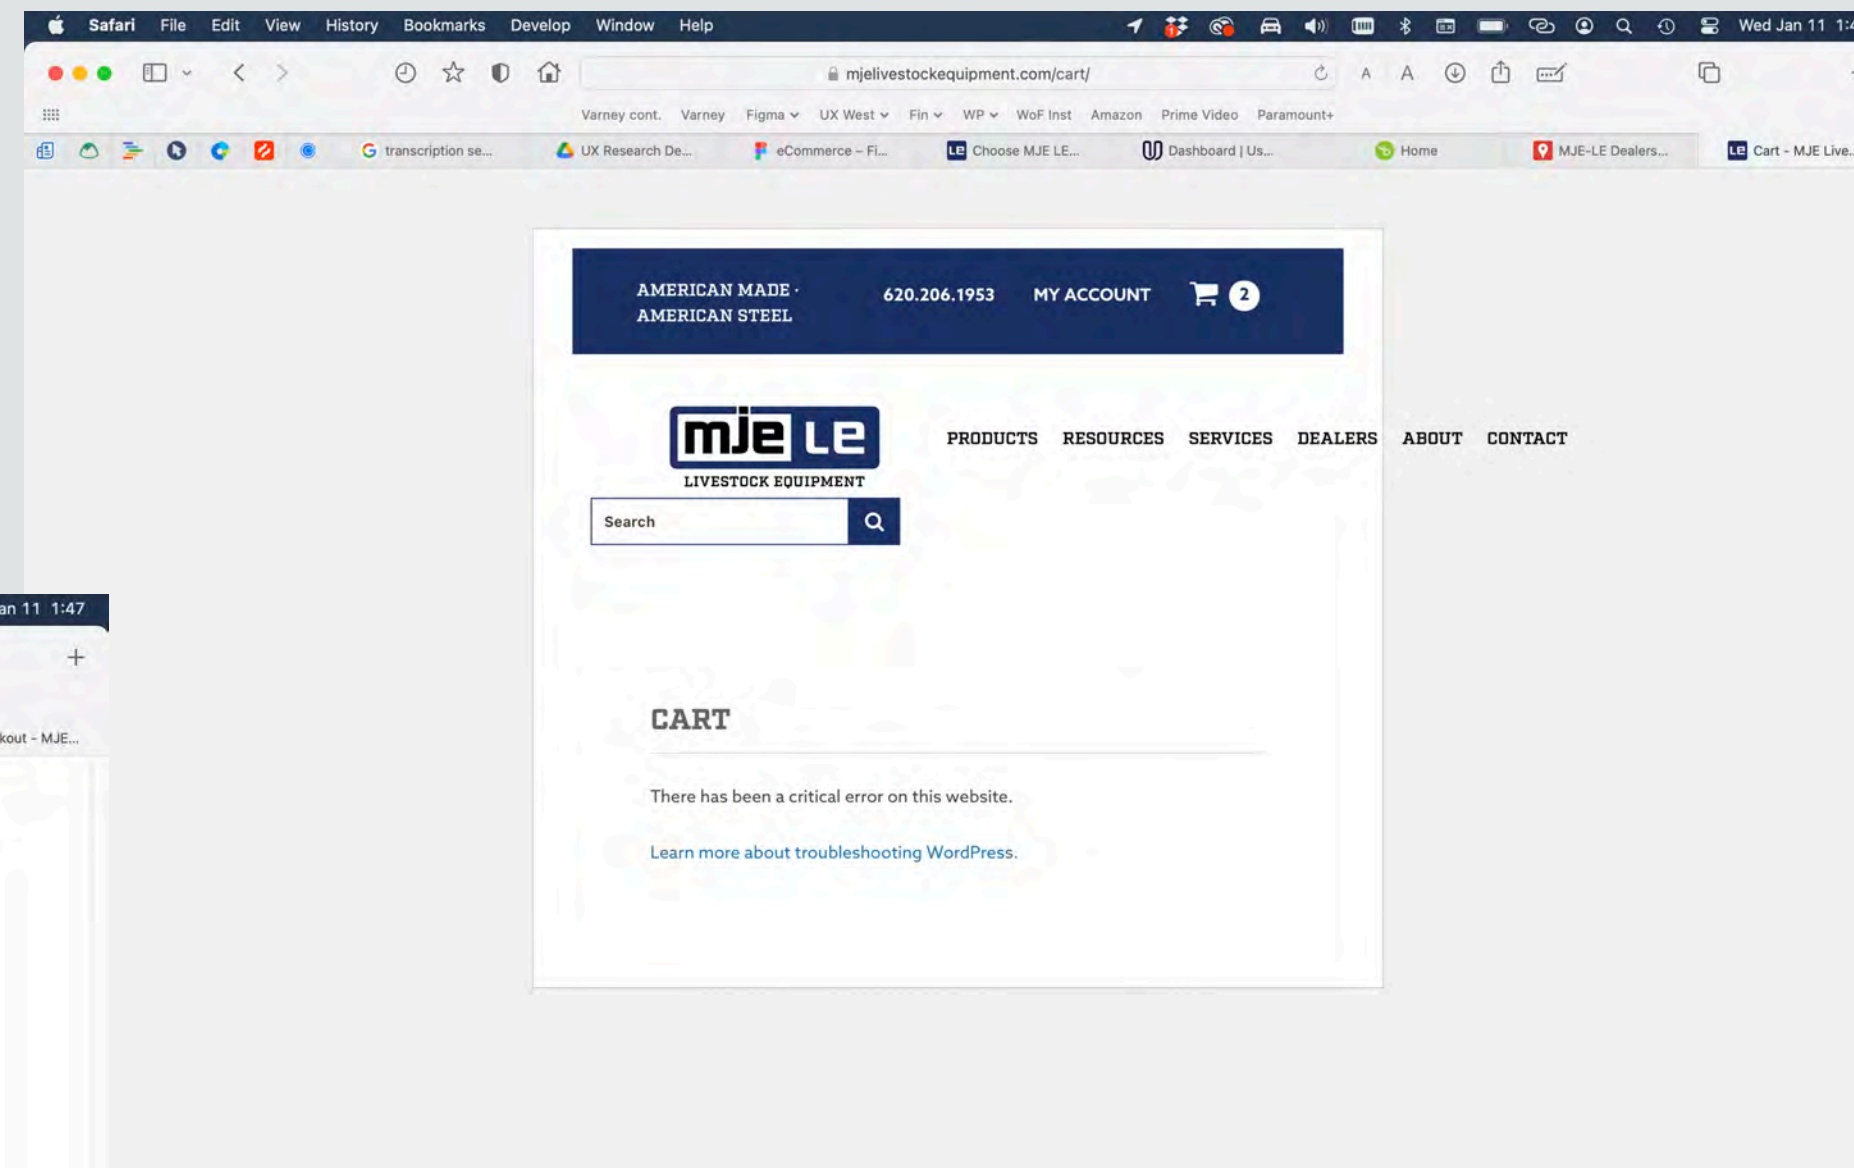 Safari File Edit View History Bookmarks Develop Window Help Wed Jan 11 1:4
mjelivestockequipment.com/cart/ A A
Varney cont. Varney Figma UX West Fin WP WoF Inst Amazon Prime Video Paramount+
transcription se... UX Research De... eCommerce – Fi... LE Choose MJE LE... Dashboard | Us... Home MJE-LE Dealers... LE Cart - MJE Live...
AMERICAN MADE ·
AMERICAN STEEL
620.206.1953 MY ACCOUNT 2
mje LE
LIVESTOCK EQUIPMENT
PRODUCTS RESOURCES SERVICES DEALERS ABOUT CONTACT
Search
CART
There has been a critical error on this website.
Learn more about troubleshooting WordPress.
an 11 1:47
kout - MJE...